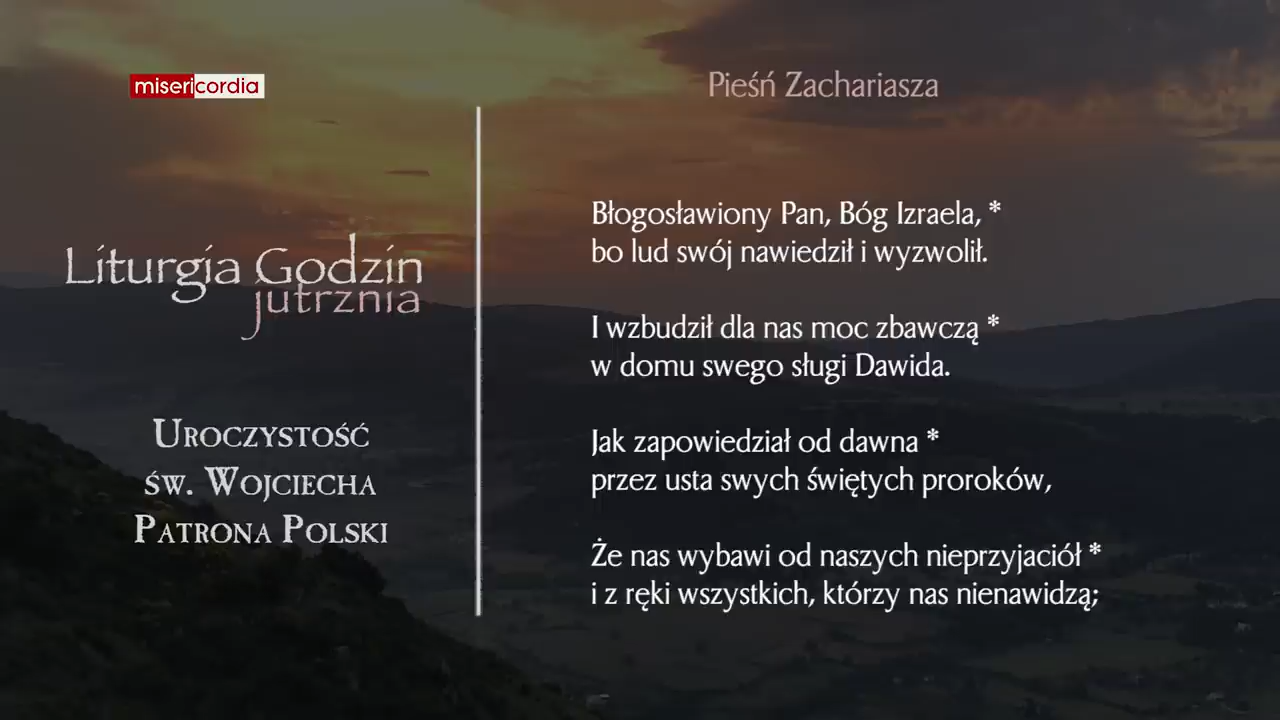 misericordia
Liturgia Godzin
jutrznia
Uroczystość
św. Wojciecha
Patrona Polski
Pieśń Zachariasza
Błogosławiony Pan, Bóg Izraela, *
bo lud swój nawiedził i wyzwolił.
I wzbudził dla nas moc zbawczą *
w domu swego sługi Dawida.
Jak zapowiedział od dawna *
przez usta swych świętych proroków,
Że nas wybawi od naszych nieprzyjaciół *
i z ręki wszystkich, którzy nas nienawidzą;